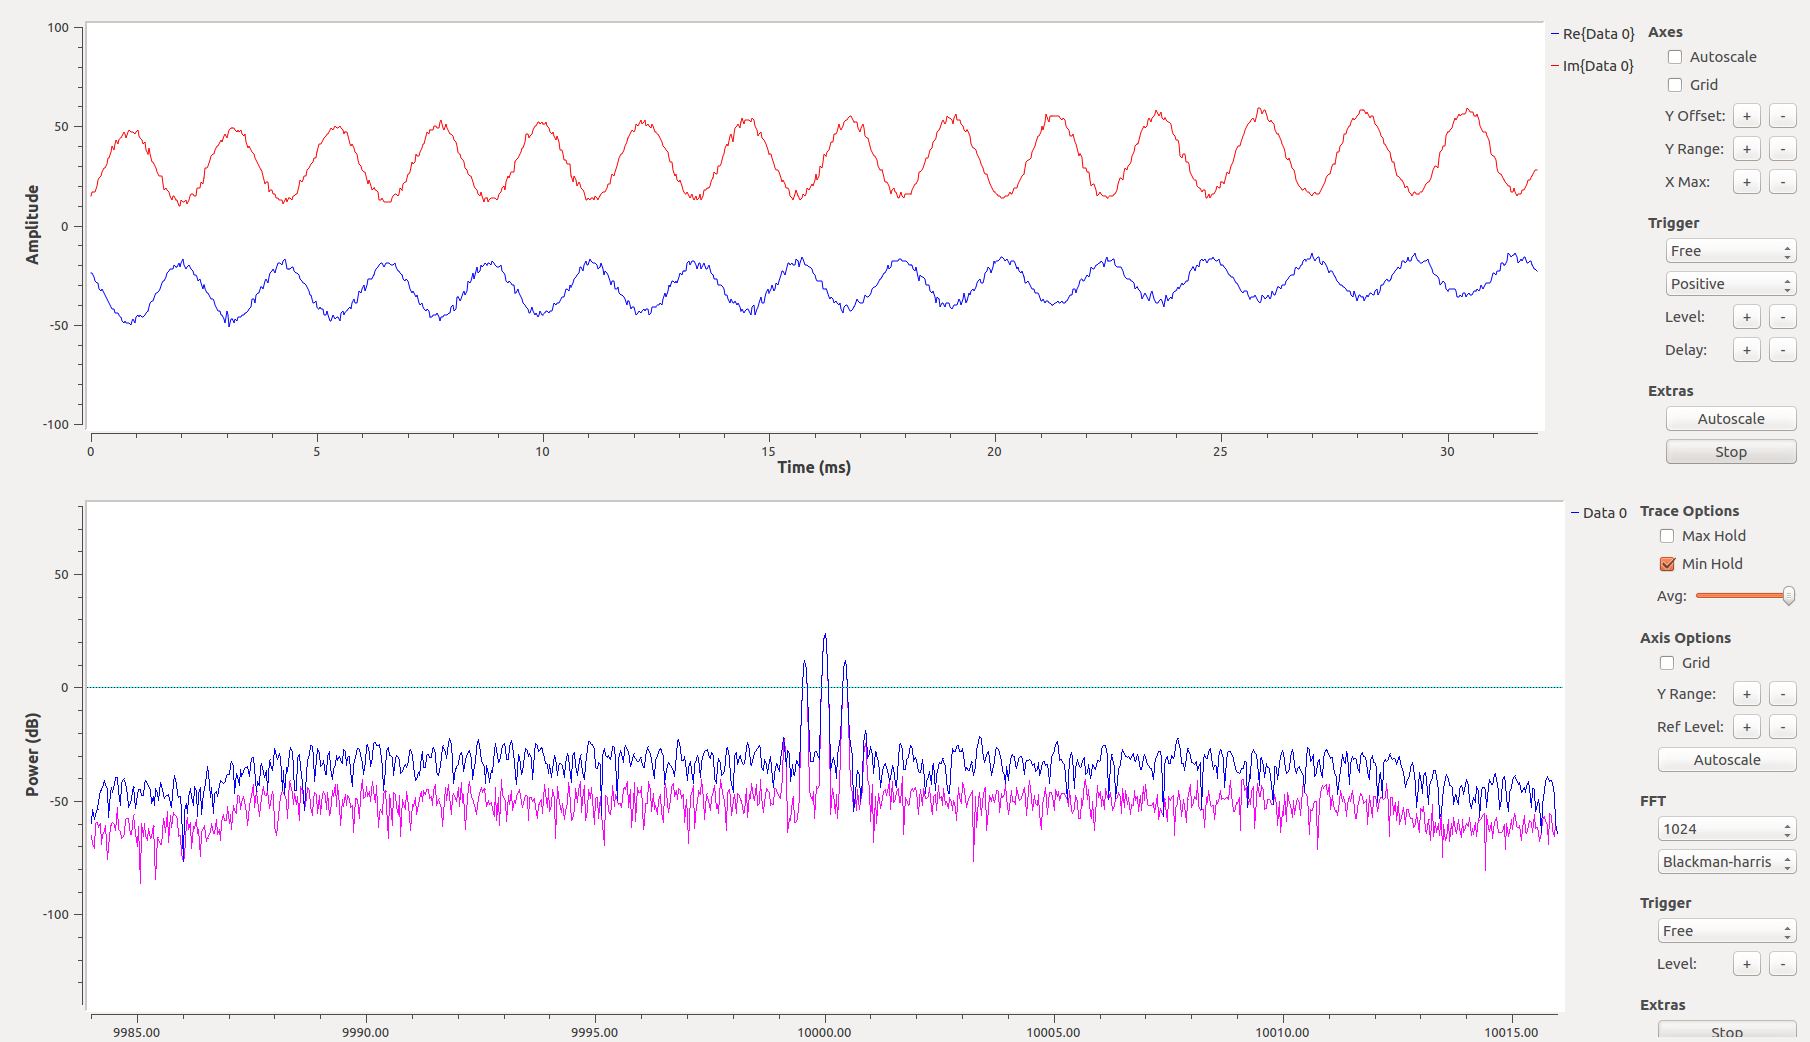 100
50
0
-50
-100
Amplitude
0
5
10
15
20
25
30
Time (ms)
Re{Data 0}
Im{Data 0}
Axes
Autoscale
Grid
Y Offset: + -
Y Range: + -
X Max: + -
Trigger
Free
Positive
Level: + -
Delay: + -
Extras
Autoscale
Stop
50
0
-50
-100
Power (dB)
9985.00
9990.00
9995.00
10000.00
10005.00
10010.00
10015.00
Data 0
Trace Options
Max Hold
Min Hold
Avg:
Axis Options
Grid
Y Range: + -
Ref Level: + -
Autoscale
FFT
1024
Blackman-harris
Trigger
Free
Level: + -
Extras
Stop